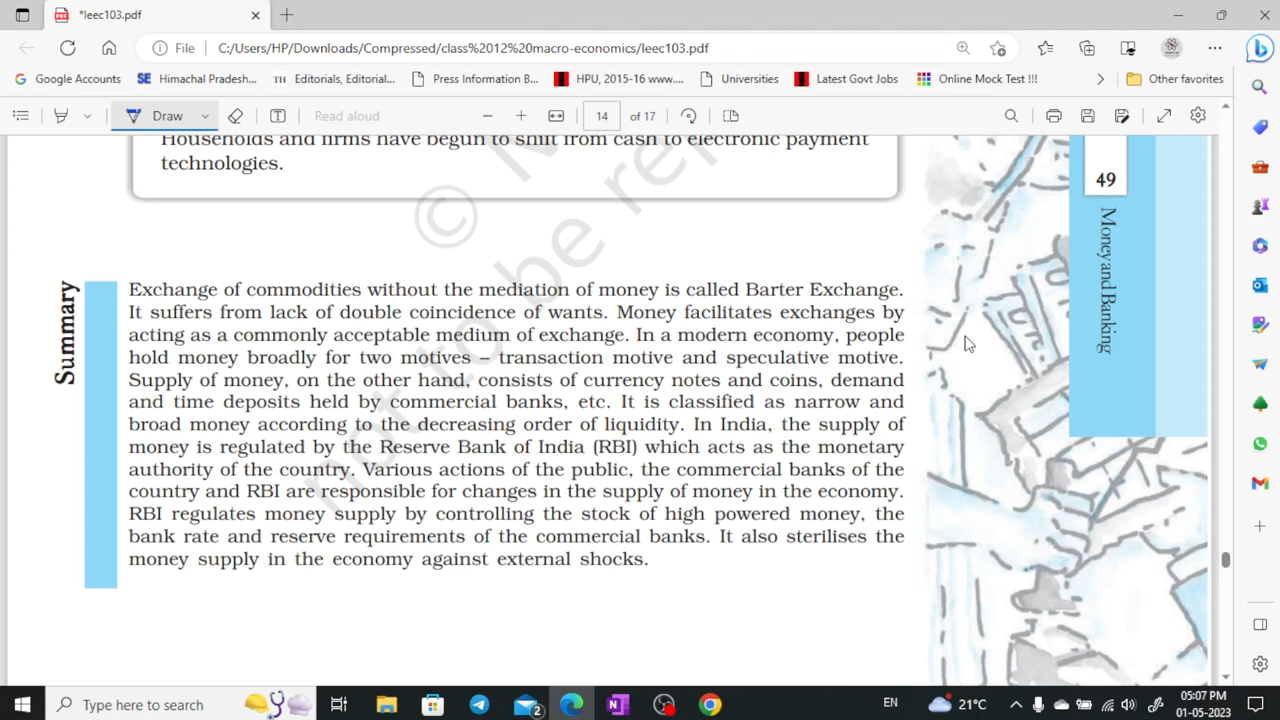 *leec103.pdf
File
C:/Users/HP/Downloads/Compressed/class%2012%20macro-economics/leec103.pdf
Google Accounts
SE Himachal Pradesh...
TH Editorials, Editorial...
Press Information B...
HPU, 2015-16 www....
Universities
Latest Govt Jobs
Online Mock Test !!!
Other favorites
Draw
Read aloud
14 of 17
Households and firms have begun to shift from cash to electronic payment
technologies.
49
Money and Banking
Summary
Exchange of commodities without the mediation of money is called Barter Exchange.
It suffers from lack of double coincidence of wants. Money facilitates exchanges by
acting as a commonly acceptable medium of exchange. In a modern economy, people
hold money broadly for two motives – transaction motive and speculative motive.
Supply of money, on the other hand, consists of currency notes and coins, demand
and time deposits held by commercial banks, etc. It is classified as narrow and
broad money according to the decreasing order of liquidity. In India, the supply of
money is regulated by the Reserve Bank of India (RBI) which acts as the monetary
authority of the country. Various actions of the public, the commercial banks of the
country and RBI are responsible for changes in the supply of money in the economy.
RBI regulates money supply by controlling the stock of high powered money, the
bank rate and reserve requirements of the commercial banks. It also sterilises the
money supply in the economy against external shocks.
© N
not to be re
Type here to search
2
EN
21°C
05:07 PM
01-05-2023